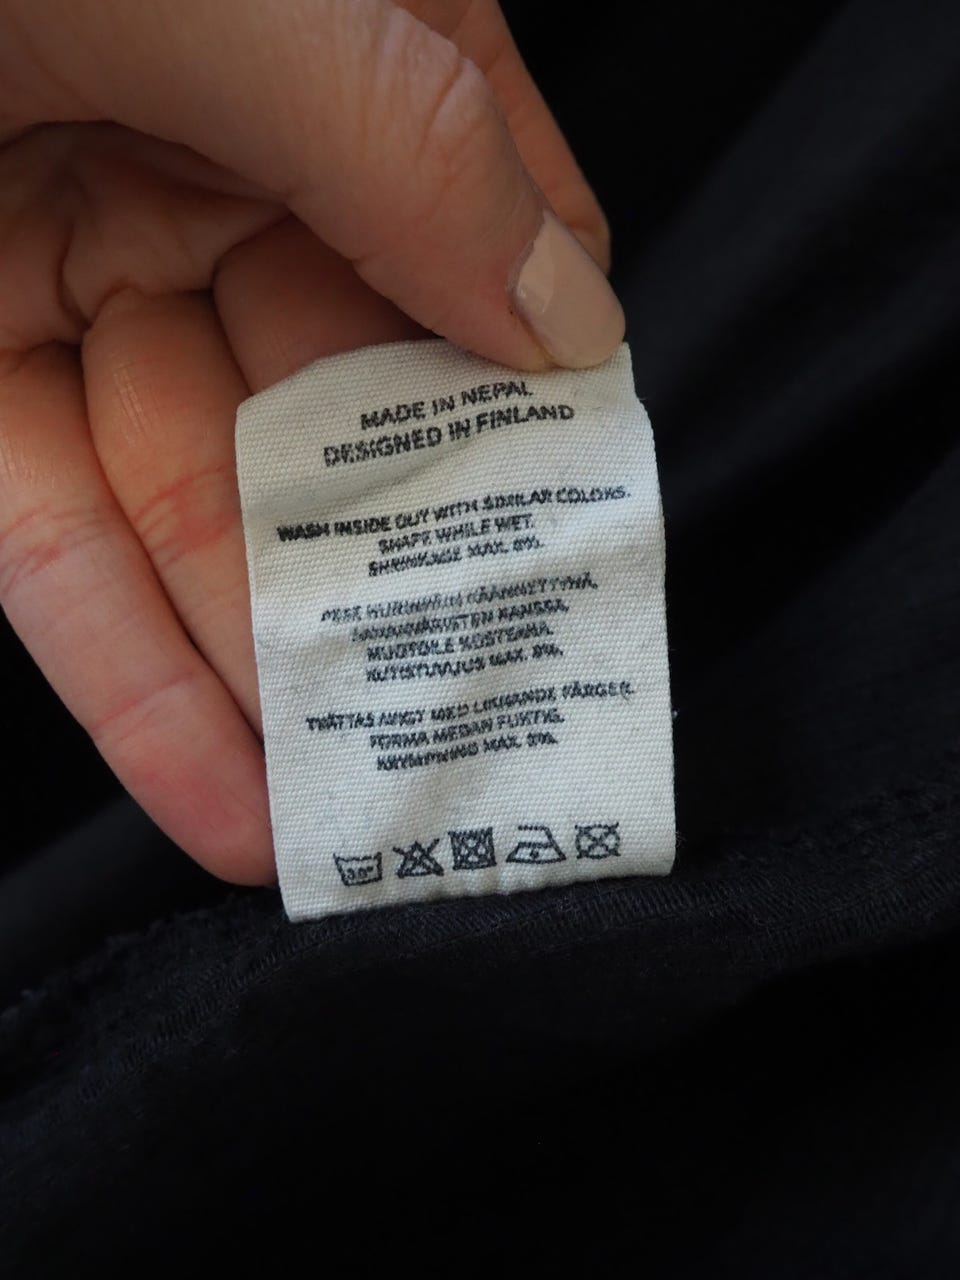 MADE IN NEPAL
DESIGNED IN FINLAND
WASH INSIDE OUT WITH SIMILAR COLORS.
SHAPE WHILE WET.
SHRINKAGE MAX. 8%.
PESE NURINPÄIN KÄÄNNETTYNÄ,
SAMANVÄRISTEN KANSSA.
MUOTOILE KOSTEANA.
KUTISTUVUUS MAX. 8%.
TVÄTTAS AVIGT MED LIKNANDE FÄRGER.
FORMA MEDAN FUKTIG.
KRYMPNING MAX. 8%.
30°